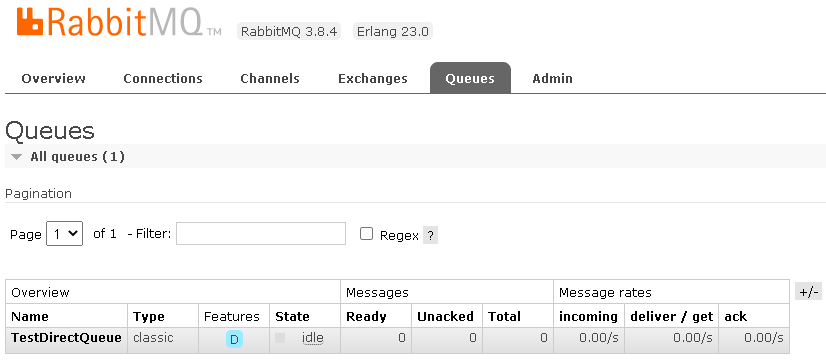 RabbitMQ TM RabbitMQ 3.8.4 Erlang 23.0
Overview Connections Channels Exchanges Queues Admin
Queues
All queues (1)
Pagination
Page 1 of 1 - Filter: Regex ?
Overview Messages Message rates +/-
Name Type Features State Ready Unacked Total incoming deliver / get ack
TestDirectQueue classic D idle 0 0 0 0.00/s 0.00/s 0.00/s